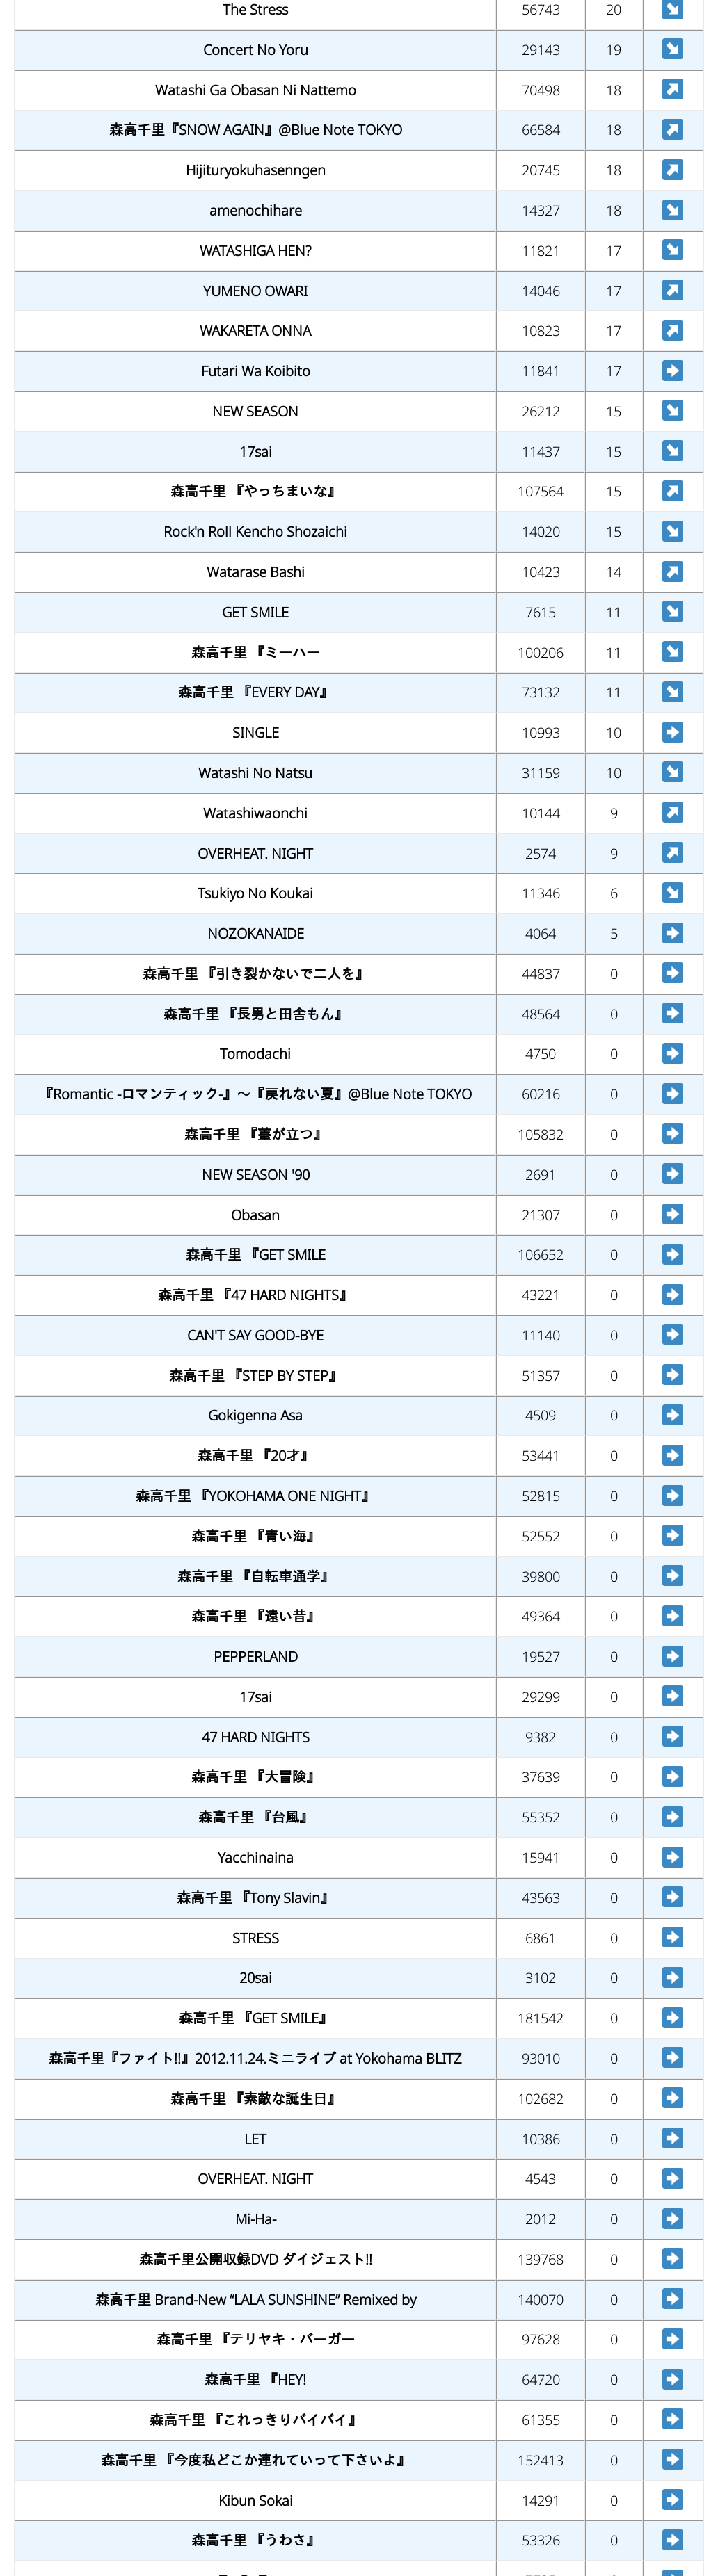 The Stress 56743 20
Concert No Yoru 29143 19
Watashi Ga Obasan Ni Nattemo 70498 18
森高千里『SNOW AGAIN』@Blue Note TOKYO 66584 18
Hijituryokuhasenngen 20745 18
amenochihare 14327 18
WATASHIGA HEN? 11821 17
YUMENO OWARI 14046 17
WAKARETA ONNA 10823 17
Futari Wa Koibito 11841 17
NEW SEASON 26212 15
17sai 11437 15
森高千里 『やっちまいな』 107564 15
Rock'n Roll Kencho Shozaichi 14020 15
Watarase Bashi 10423 14
GET SMILE 7615 11
森高千里 『ミーハー 100206 11
森高千里 『EVERY DAY』 73132 11
SINGLE 10993 10
Watashi No Natsu 31159 10
Watashiwaonchi 10144 9
OVERHEAT. NIGHT 2574 9
Tsukiyo No Koukai 11346 6
NOZOKANAIDE 4064 5
森高千里 『引き裂かないで二人を』 44837 0
森高千里 『長男と田舎もん』 48564 0
Tomodachi 4750 0
『Romantic -ロマンティック-』～『戻れない夏』@Blue Note TOKYO 60216 0
森高千里 『薹が立つ』 105832 0
NEW SEASON '90 2691 0
Obasan 21307 0
森高千里 『GET SMILE 106652 0
森高千里 『47 HARD NIGHTS』 43221 0
CAN'T SAY GOOD-BYE 11140 0
森高千里 『STEP BY STEP』 51357 0
Gokigenna Asa 4509 0
森高千里 『20才』 53441 0
森高千里 『YOKOHAMA ONE NIGHT』 52815 0
森高千里 『青い海』 52552 0
森高千里 『自転車通学』 39800 0
森高千里 『遠い昔』 49364 0
PEPPERLAND 19527 0
17sai 29299 0
47 HARD NIGHTS 9382 0
森高千里 『大冒険』 37639 0
森高千里 『台風』 55352 0
Yacchinaina 15941 0
森高千里 『Tony Slavin』 43563 0
STRESS 6861 0
20sai 3102 0
森高千里 『GET SMILE』 181542 0
森高千里『ファイト!!』2012.11.24.ミニライブ at Yokohama BLITZ 93010 0
森高千里 『素敵な誕生日』 102682 0
LET 10386 0
OVERHEAT. NIGHT 4543 0
Mi-Ha- 2012 0
森高千里公開収録DVD ダイジェスト!! 139768 0
森高千里 Brand-New “LALA SUNSHINE” Remixed by 140070 0
森高千里 『テリヤキ・バーガー 97628 0
森高千里 『HEY! 64720 0
森高千里 『これっきりバイバイ』 61355 0
森高千里 『今度私どこか連れていって下さいよ』 152413 0
Kibun Sokai 14291 0
森高千里 『うわさ』 53326 0